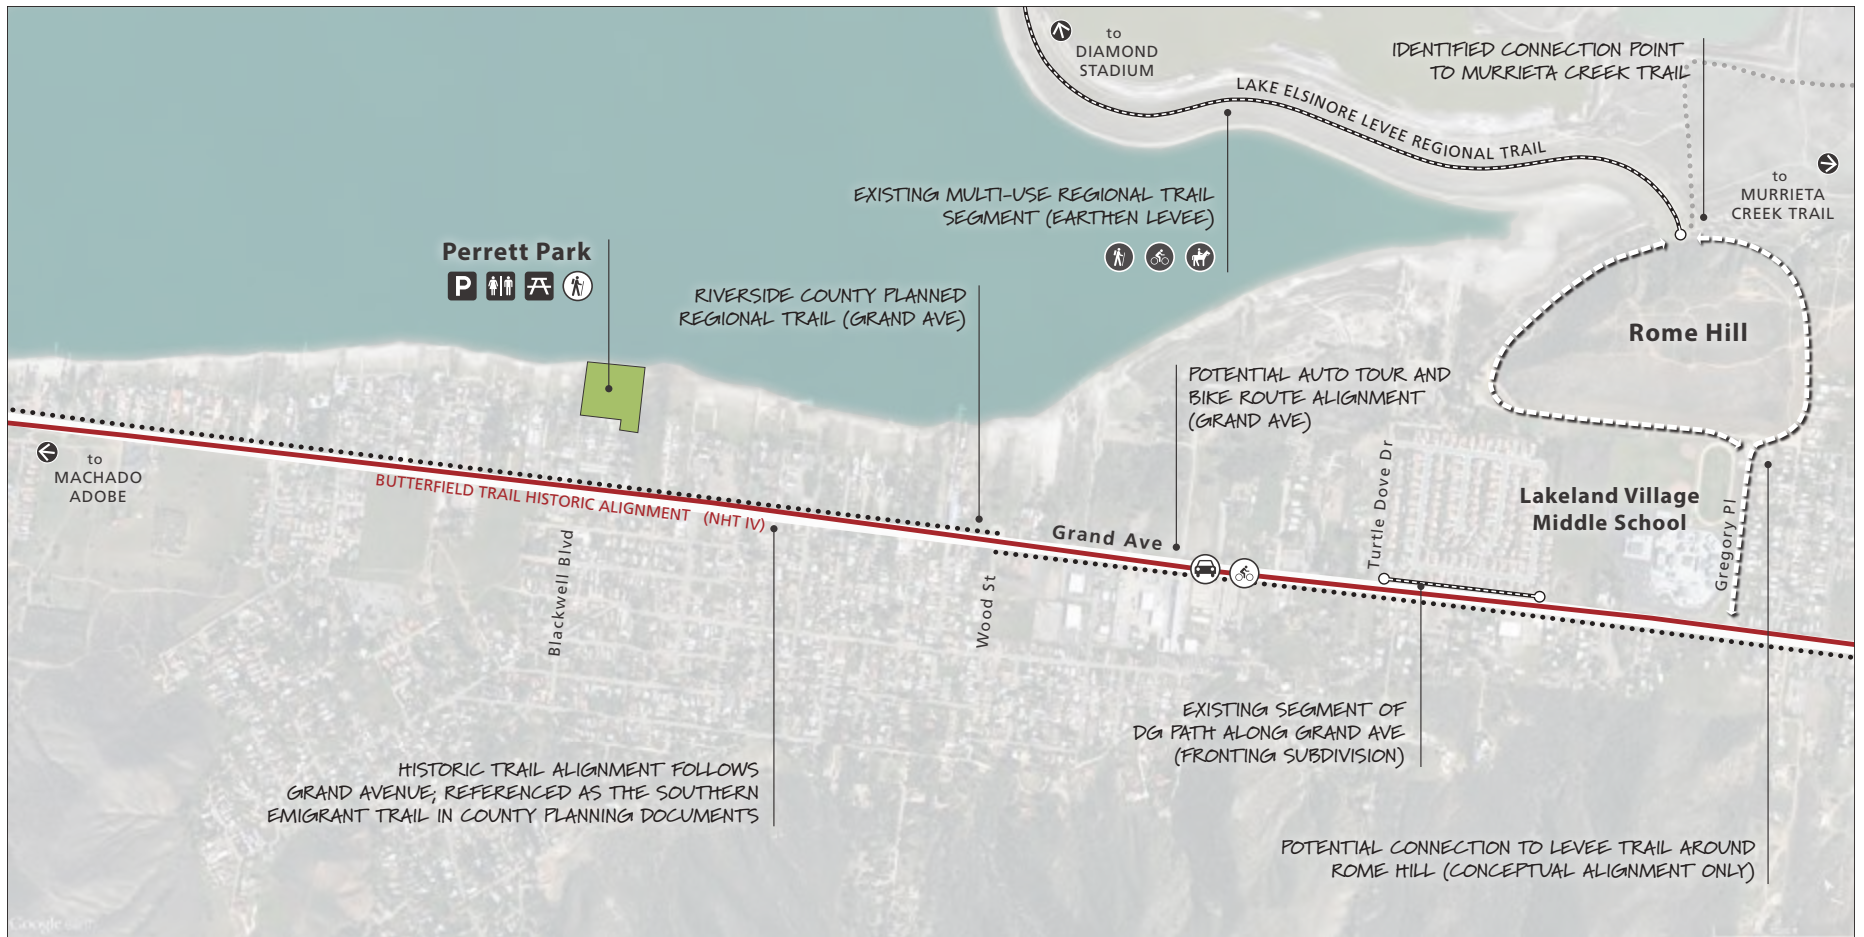 to
DIAMOND
STADIUM
IDENTIFIED CONNECTION POINT
TO MURRIETA CREEK TRAIL
LAKE ELSINORE LEVEE REGIONAL TRAIL
to
MURRIETA
CREEK TRAIL
EXISTING MULTI-USE REGIONAL TRAIL
SEGMENT (EARTHEN LEVEE)
Perrett Park
P
RIVERSIDE COUNTY PLANNED
REGIONAL TRAIL (GRAND AVE)
Rome Hill
POTENTIAL AUTO TOUR AND
BIKE ROUTE ALIGNMENT
(GRAND AVE)
to
MACHADO
ADOBE
BUTTERFIELD TRAIL HISTORIC ALIGNMENT (NHT IV)
Grand Ave
Turtle Dove Dr
Lakeland Village
Middle School
Gregory Pl
Blackwell Blvd
Wood St
EXISTING SEGMENT OF
DG PATH ALONG GRAND AVE
(FRONTING SUBDIVISION)
HISTORIC TRAIL ALIGNMENT FOLLOWS
GRAND AVENUE; REFERENCED AS THE SOUTHERN
EMIGRANT TRAIL IN COUNTY PLANNING DOCUMENTS
POTENTIAL CONNECTION TO LEVEE TRAIL AROUND
ROME HILL (CONCEPTUAL ALIGNMENT ONLY)
Google earth